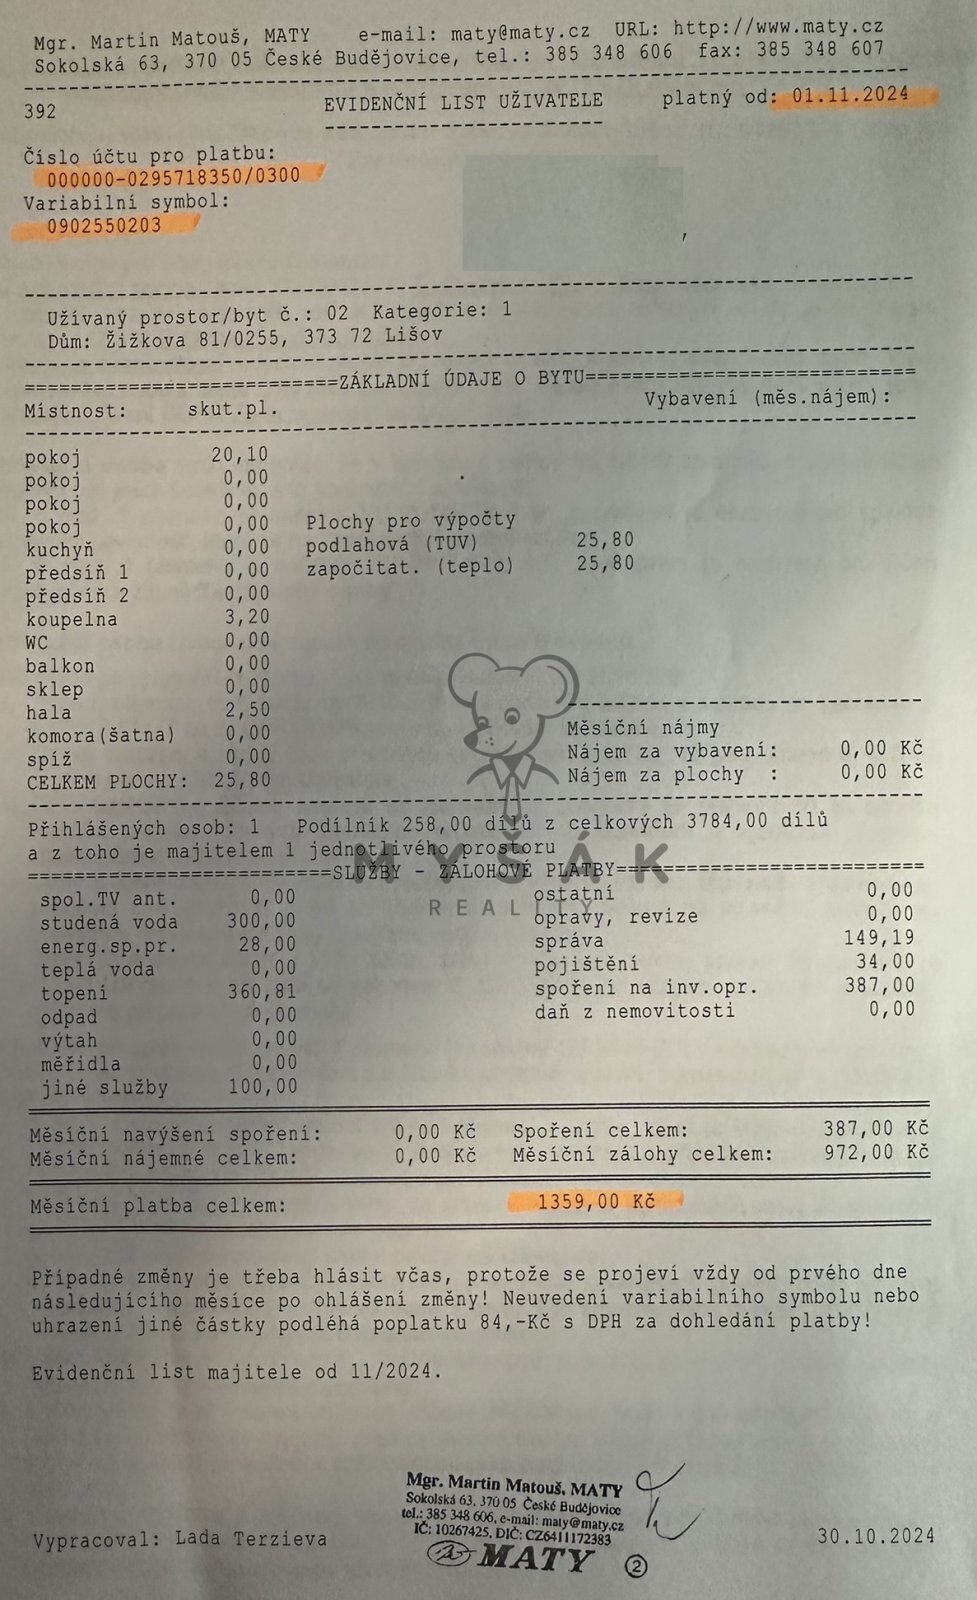 Mgr. Martin Matouš, MATY e-mail: maty@maty.cz URL: http://www.maty.cz
Sokolská 63, 370 05 České Budějovice, tel.: 385 348 606 fax: 385 348 607
392 EVIDENČNÍ LIST UŽIVATELE platný od: 01.11.2024
Číslo účtu pro platbu:
000000-0295718350/0300
Variabilní symbol:
0902550203
,
Užívaný prostor/byt č.: 02 Kategorie: 1
Dům: Žižkova 81/0255, 373 72 Lišov
===========================ZÁKLADNÍ ÚDAJE O BYTU============================
Místnost: skut.pl. Vybavení (měs.nájem):
pokoj 20,10
pokoj 0,00
pokoj 0,00
pokoj 0,00 Plochy pro výpočty
kuchyň 0,00 podlahová (TUV) 25,80
předsíň 1 0,00 započitat. (teplo) 25,80
předsíň 2 0,00
koupelna 3,20
WC 0,00
balkon 0,00
sklep 0,00
hala 2,50
komora(šatna) 0,00 Měsíční nájmy
spíž 0,00 Nájem za vybavení: 0,00 Kč
CELKEM PLOCHY: 25,80 Nájem za plochy : 0,00 Kč
Přihlášených osob: 1 Podílník 258,00 dílů z celkových 3784,00 dílů
a z toho je majitelem 1 jednotlivého prostoru
MYŠÁK
REALITY
==========================SLUŽBY - ZÁLOHOVÉ PLATBY===========================
spol.TV ant. 0,00 ostatní 0,00
studená voda 300,00 opravy, revize 0,00
energ.sp.pr. 28,00 správa 149,19
teplá voda 0,00 pojištění 34,00
topení 360,81 spoření na inv.opr. 387,00
odpad 0,00 daň z nemovitosti 0,00
výtah 0,00
měřidla 0,00
jiné služby 100,00
Měsíční navýšení spoření: 0,00 Kč Spoření celkem: 387,00 Kč
Měsíční nájemné celkem: 0,00 Kč Měsíční zálohy celkem: 972,00 Kč
Měsíční platba celkem: 1359,00 Kč
Případné změny je třeba hlásit včas, protože se projeví vždy od prvého dne
následujícího měsíce po ohlášení změny! Neuvedení variabilního symbolu nebo
uhrazení jiné částky podléhá poplatku 84,-Kč s DPH za dohledání platby!
Evidenční list majitele od 11/2024.
Mgr. Martin Matouš, MATY
Sokolská 63, 370 05 České Budějovice
tel.: 385 348 606, e-mail: maty@maty.cz
IČ: 10267425, DIČ: CZ6411172383
MATY 2
Vypracoval: Lada Terzieva 30.10.2024